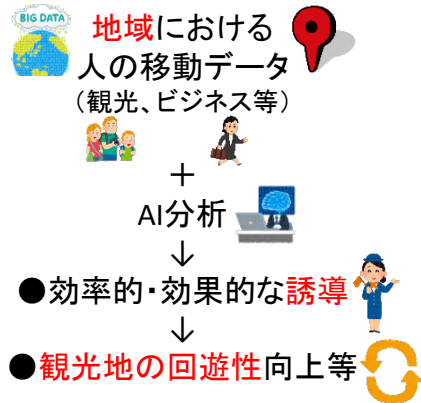 BIG DATA
地域における
人の移動データ
（観光、ビジネス等）
＋
AI分析
↓
●効率的・効果的な誘導
↓
●観光地の回遊性向上等